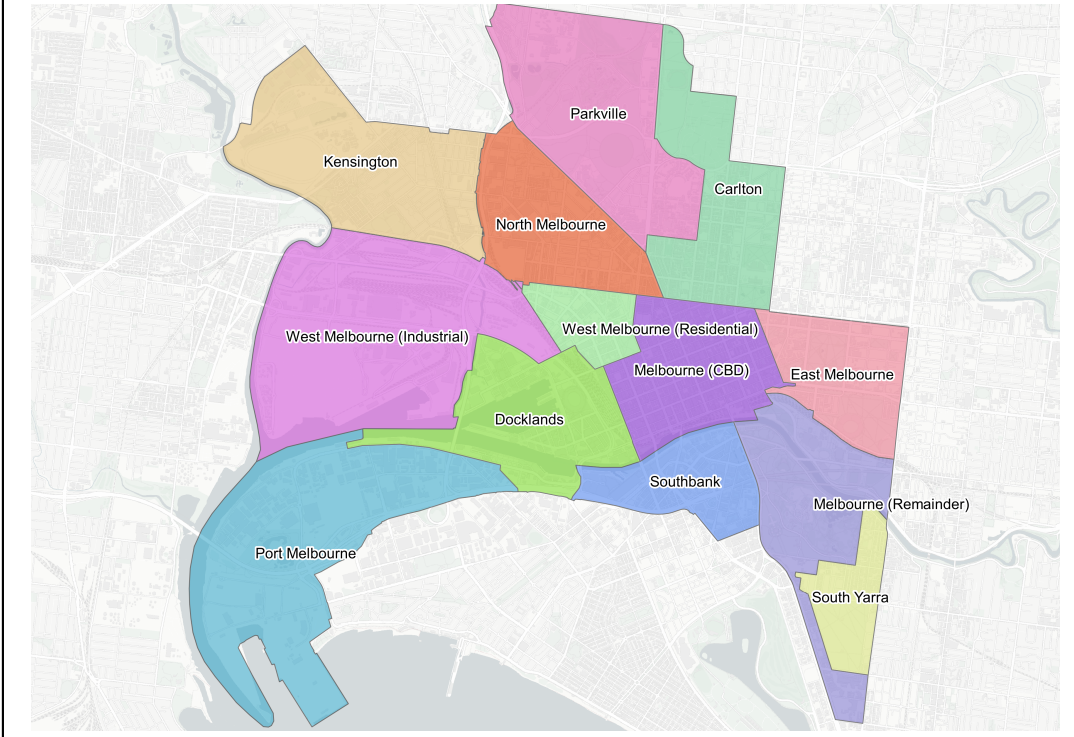 Parkville
Kensington
Carlton
North Melbourne
West Melbourne (Residential)
West Melbourne (Industrial)
Melbourne (CBD)
East Melbourne
Docklands
Southbank
Melbourne (Remainder)
Port Melbourne
South Yarra